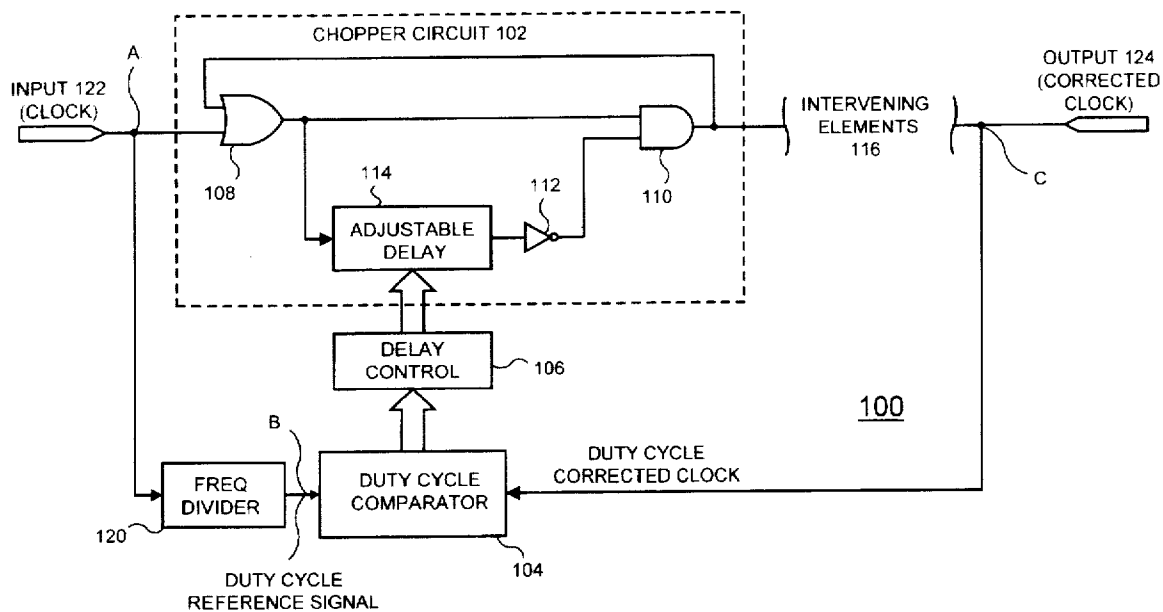 CHOPPER CIRCUIT 102
A
INPUT 122
(CLOCK)
OUTPUT 124
(CORRECTED
CLOCK)
INTERVENING
ELEMENTS
116
108
114
112
110
C
ADJUSTABLE
DELAY
DELAY
CONTROL
106
100
B
DUTY CYCLE
CORRECTED CLOCK
FREQ
DIVIDER
DUTY CYCLE
COMPARATOR
120
104
DUTY CYCLE
REFERENCE SIGNAL